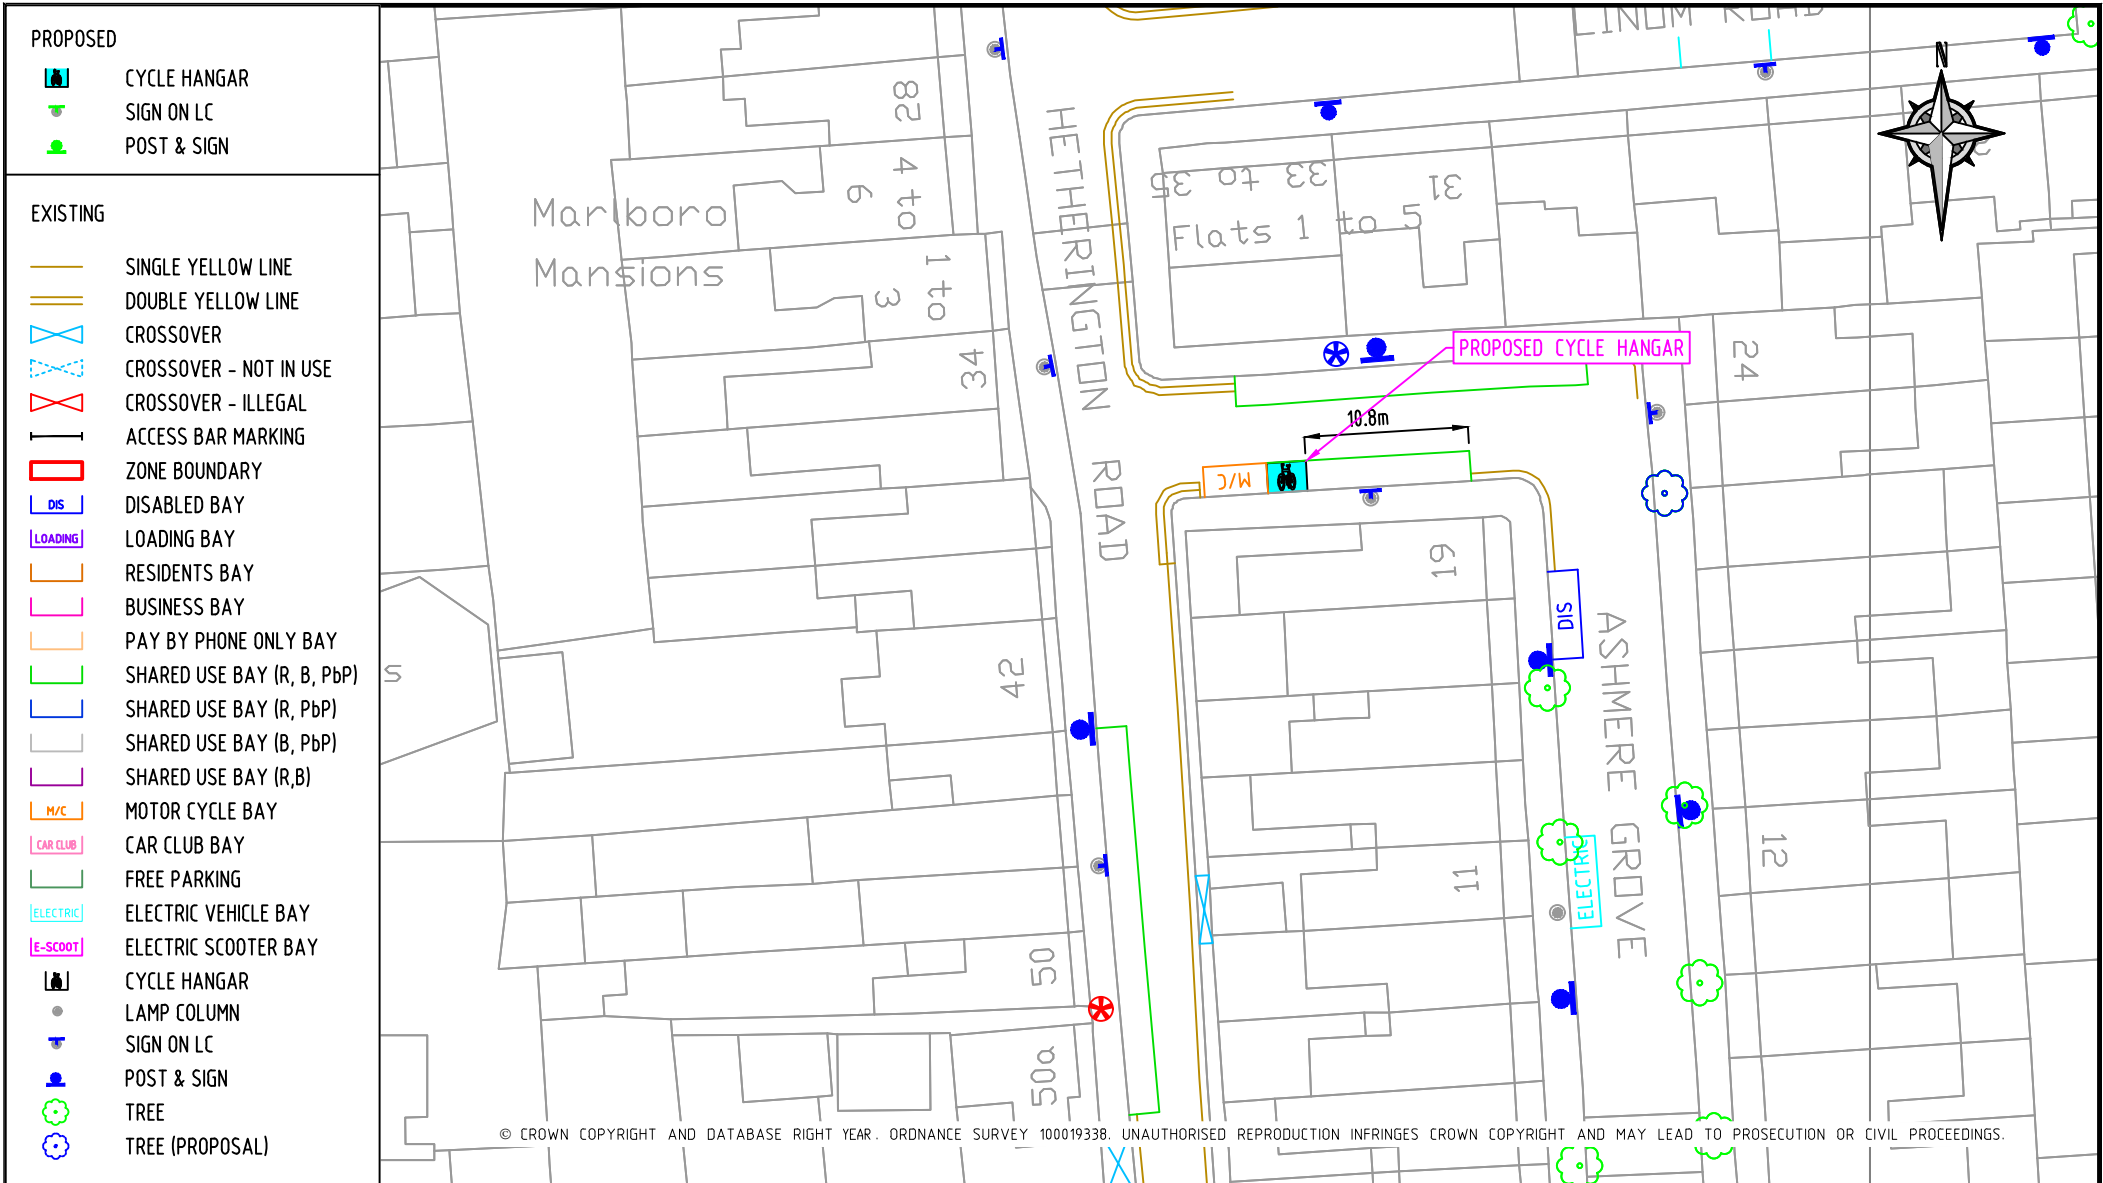 PROPOSED
CYCLE HANGAR
SIGN ON LC
POST & SIGN
EXISTING
SINGLE YELLOW LINE
DOUBLE YELLOW LINE
CROSSOVER
CROSSOVER - NOT IN USE
CROSSOVER - ILLEGAL
ACCESS BAR MARKING
ZONE BOUNDARY
DIS DISABLED BAY
LOADING LOADING BAY
RESIDENTS BAY
BUSINESS BAY
PAY BY PHONE ONLY BAY
SHARED USE BAY (R, B, PbP)
SHARED USE BAY (R, PbP)
SHARED USE BAY (B, PbP)
SHARED USE BAY (R,B)
M/C MOTOR CYCLE BAY
CAR CLUB CAR CLUB BAY
FREE PARKING
ELECTRIC ELECTRIC VEHICLE BAY
E-SCOOT ELECTRIC SCOOTER BAY
CYCLE HANGAR
LAMP COLUMN
SIGN ON LC
POST & SIGN
TREE
TREE (PROPOSAL)
LINOM ROAD
N
28
4 to
6
Marlboro
Mansions
1 to
3
34
42
50
50a
s
HETHERINGTON ROAD
33 to 35
31
Flats 1 to 5
PROPOSED CYCLE HANGAR
10.8m
M/C
24
19
DIS
ASHMERE GROVE
11
12
ELECTRIC
© CROWN COPYRIGHT AND DATABASE RIGHT YEAR. ORDNANCE SURVEY 100019338. UNAUTHORISED REPRODUCTION INFRINGES CROWN COPYRIGHT AND MAY LEAD TO PROSECUTION OR CIVIL PROCEEDINGS.